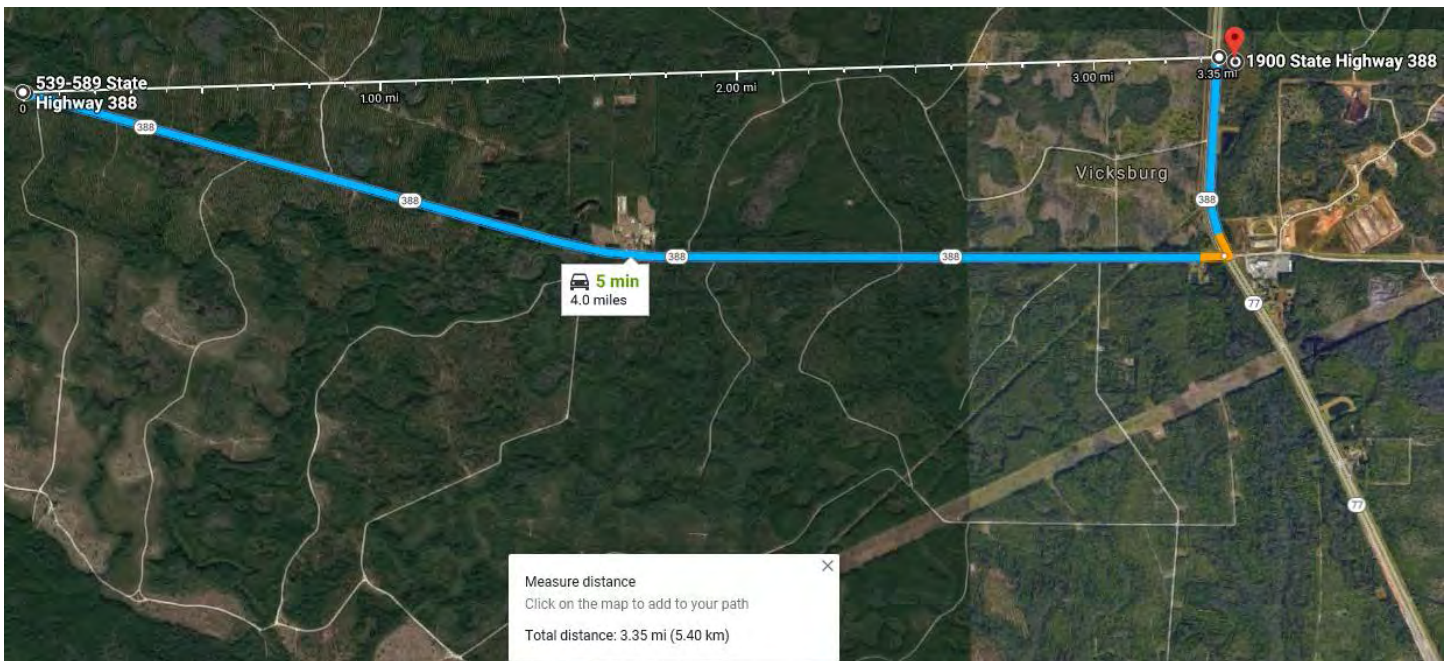 539-589 State
Highway 388
0
1.00 mi
2.00 mi
3.00 mi
3.35 mi
1900 State Highway 388
388
388
388
388
388
Vicksburg
5 min
4.0 miles
77
77
Measure distance
Click on the map to add to your path
Total distance: 3.35 mi (5.40 km)